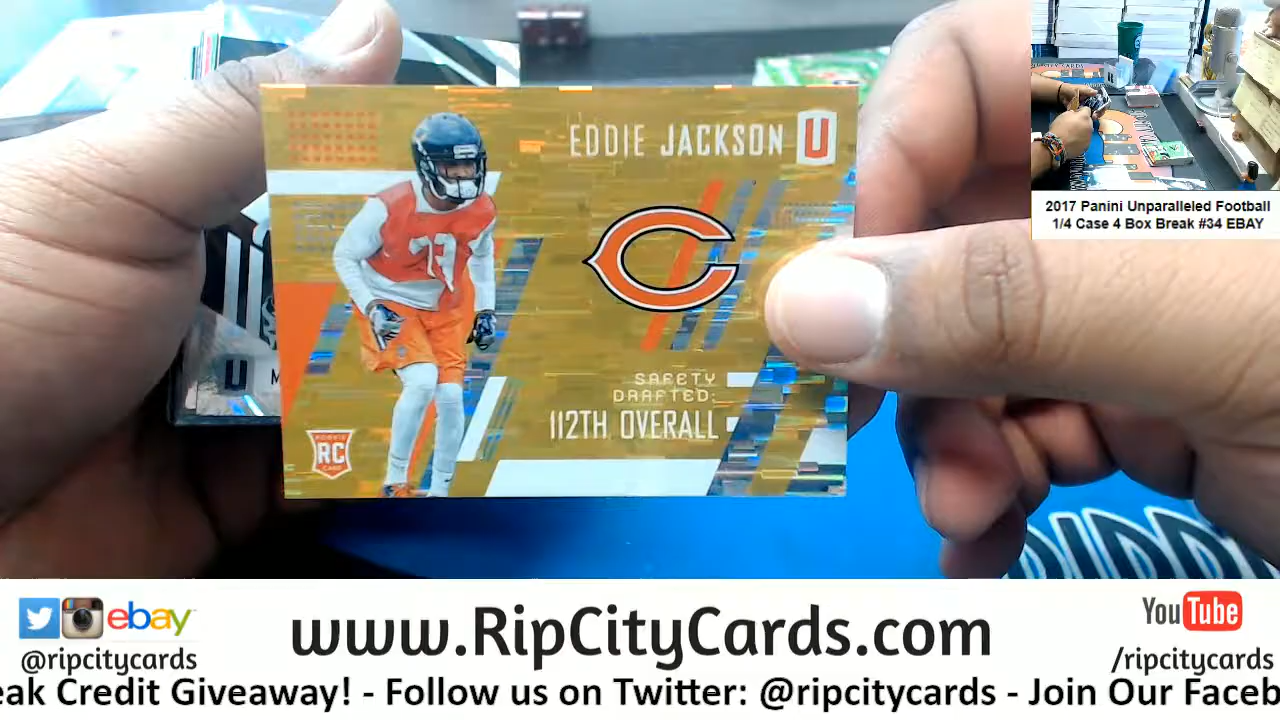 EDDIE JACKSON U
SAFETY
DRAFTED:
112TH OVERALL
ROOKIE
RC
CARD
U M
2017 Panini Unparalleled Football
1/4 Case 4 Box Break #34 EBAY
ebay
@ripcitycards
www.RipCityCards.com
YouTube
/ripcitycards
eak Credit Giveaway! - Follow us on Twitter: @ripcitycards - Join Our Faceb